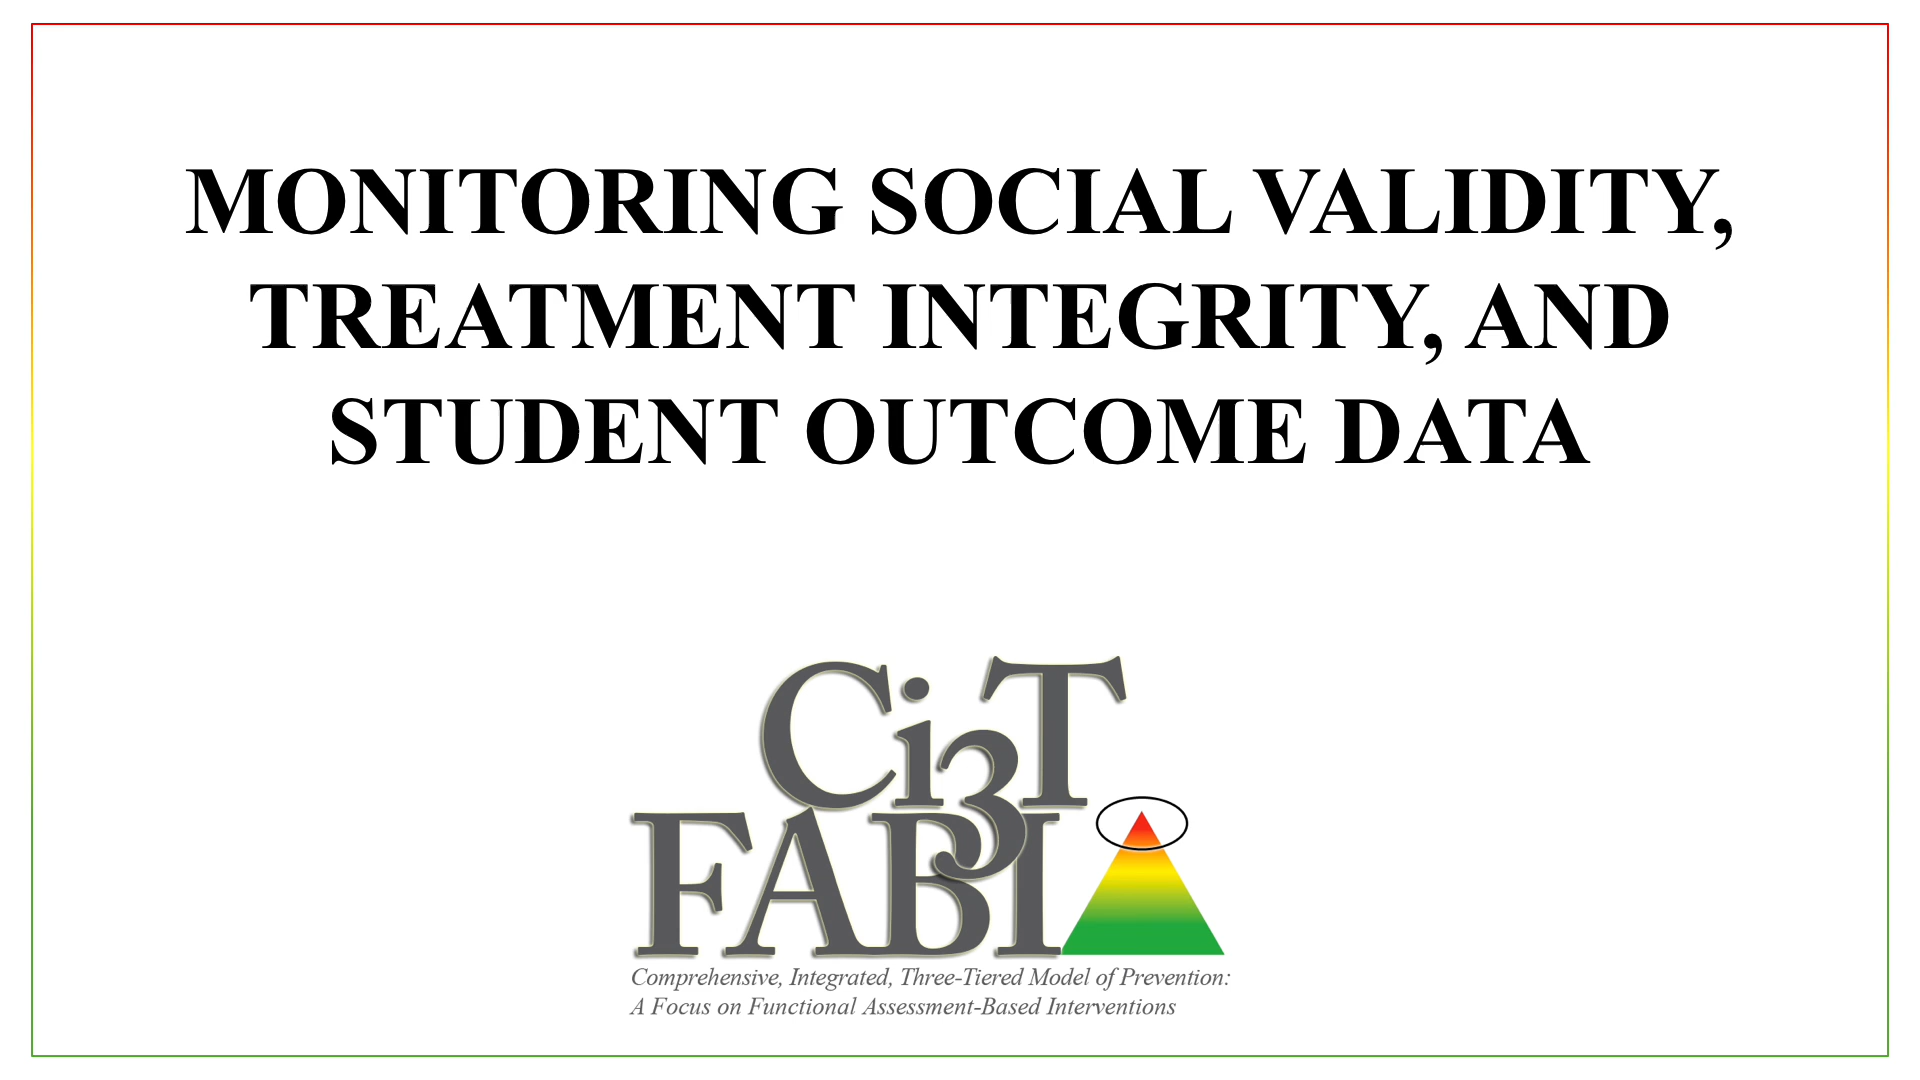 MONITORING SOCIAL VALIDITY,
TREATMENT INTEGRITY, AND
STUDENT OUTCOME DATA
Ci3T
FABI
Comprehensive, Integrated, Three-Tiered Model of Prevention:
A Focus on Functional Assessment-Based Interventions